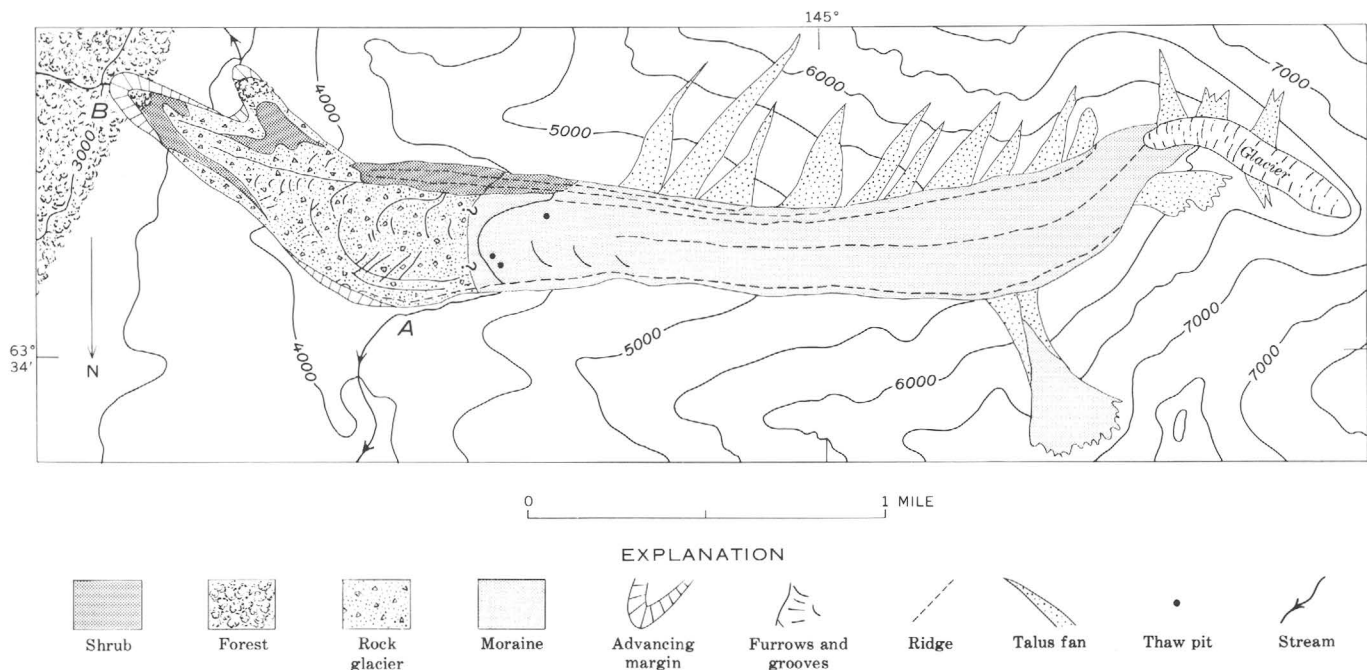 145°
7000
6000
4000
5000
B
3000
Glacier
A
4000
5000
7000
7000
6000
63°
34'
N
0 1 MILE
EXPLANATION
Shrub
Forest
Rock
glacier
Moraine
Advancing
margin
Furrows and
grooves
Ridge
Talus fan
Thaw pit
Stream